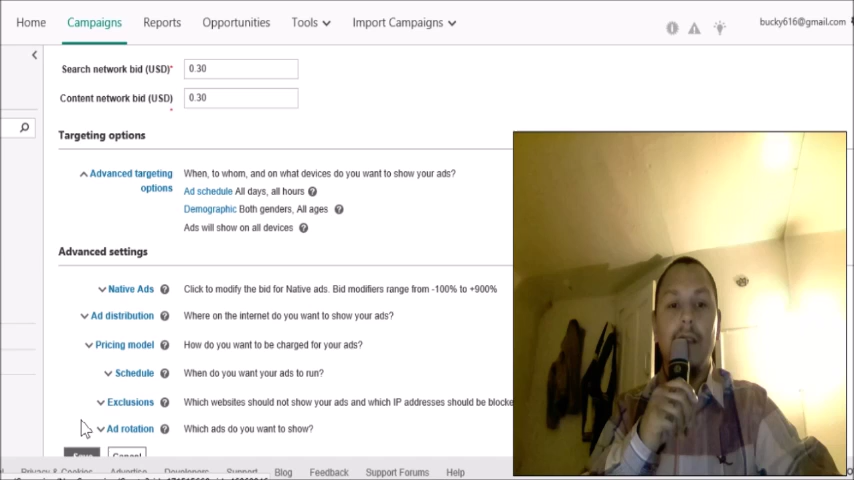 Home Campaigns Reports Opportunities Tools Import Campaigns bucky616@gmail.com
Search network bid (USD)* 0.30
Content network bid (USD) 0.30
*
Targeting options
Advanced targeting options When, to whom, and on what devices do you want to show your ads?
Ad schedule All days, all hours
Demographic Both genders, All ages
Ads will show on all devices
Advanced settings
Native Ads Click to modify the bid for Native ads. Bid modifiers range from -100% to +900%
Ad distribution Where on the internet do you want to show your ads?
Pricing model How do you want to be charged for your ads?
Schedule When do you want your ads to run?
Exclusions Which websites should not show your ads and which IP addresses should be blocke
Ad rotation Which ads do you want to show?
Save Cancel
Privacy & Cookies Advertise Developers Support Blog Feedback Support Forums Help